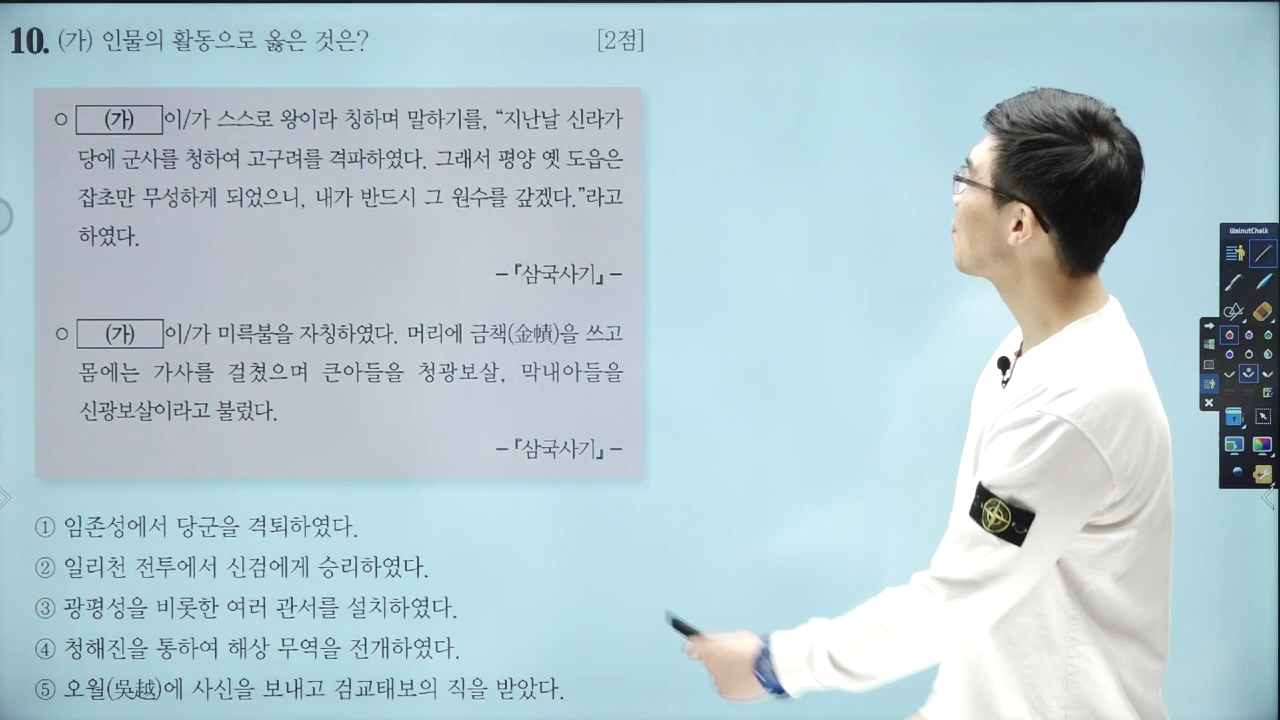 10. (가) 인물의 활동으로 옳은 것은? [2점]
○ (가) 이/가 스스로 왕이라 칭하며 말하기를, “지난날 신라가
당에 군사를 청하여 고구려를 격파하였다. 그래서 평양 옛 도읍은
잡초만 무성하게 되었으니, 내가 반드시 그 원수를 갚겠다.”라고
하였다.
-『삼국사기』-
○ (가) 이/가 미륵불을 자칭하였다. 머리에 금책(金幘)을 쓰고
몸에는 가사를 걸쳤으며 큰아들을 청광보살, 막내아들을
신광보살이라고 불렀다.
-『삼국사기』-
① 임존성에서 당군을 격퇴하였다.
② 일리천 전투에서 신검에게 승리하였다.
③ 광평성을 비롯한 여러 관서를 설치하였다.
④ 청해진을 통하여 해상 무역을 전개하였다.
⑤ 오월(吳越)에 사신을 보내고 검교태보의 직을 받았다.
WalnutChalk